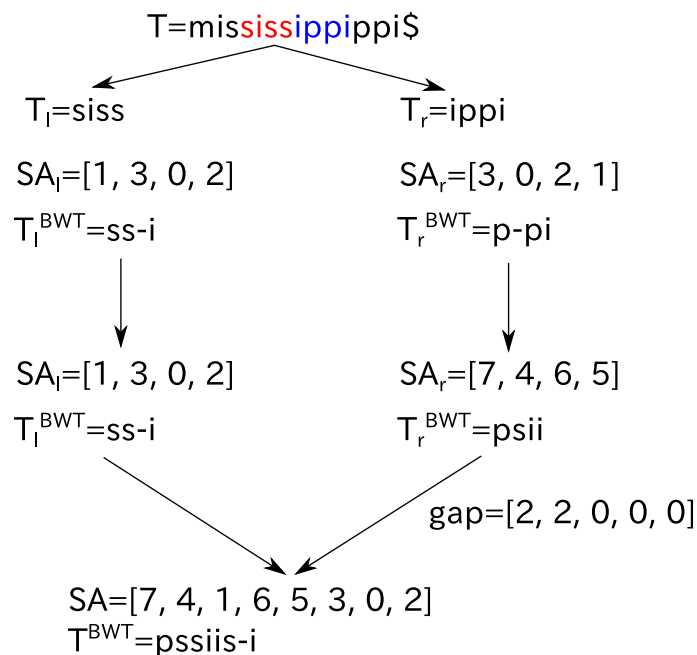 T=mississippippi$
Tₗ=siss
Tᵣ=ippi
SAₗ=[1, 3, 0, 2]
SAᵣ=[3, 0, 2, 1]
Tₗᴮᵂᵀ=ss-i
Tᵣᴮᵂᵀ=p-pi
SAₗ=[1, 3, 0, 2]
SAᵣ=[7, 4, 6, 5]
Tₗᴮᵂᵀ=ss-i
Tᵣᴮᵂᵀ=psii
gap=[2, 2, 0, 0, 0]
SA=[7, 4, 1, 6, 5, 3, 0, 2]
Tᴮᵂᵀ=pssiis-i